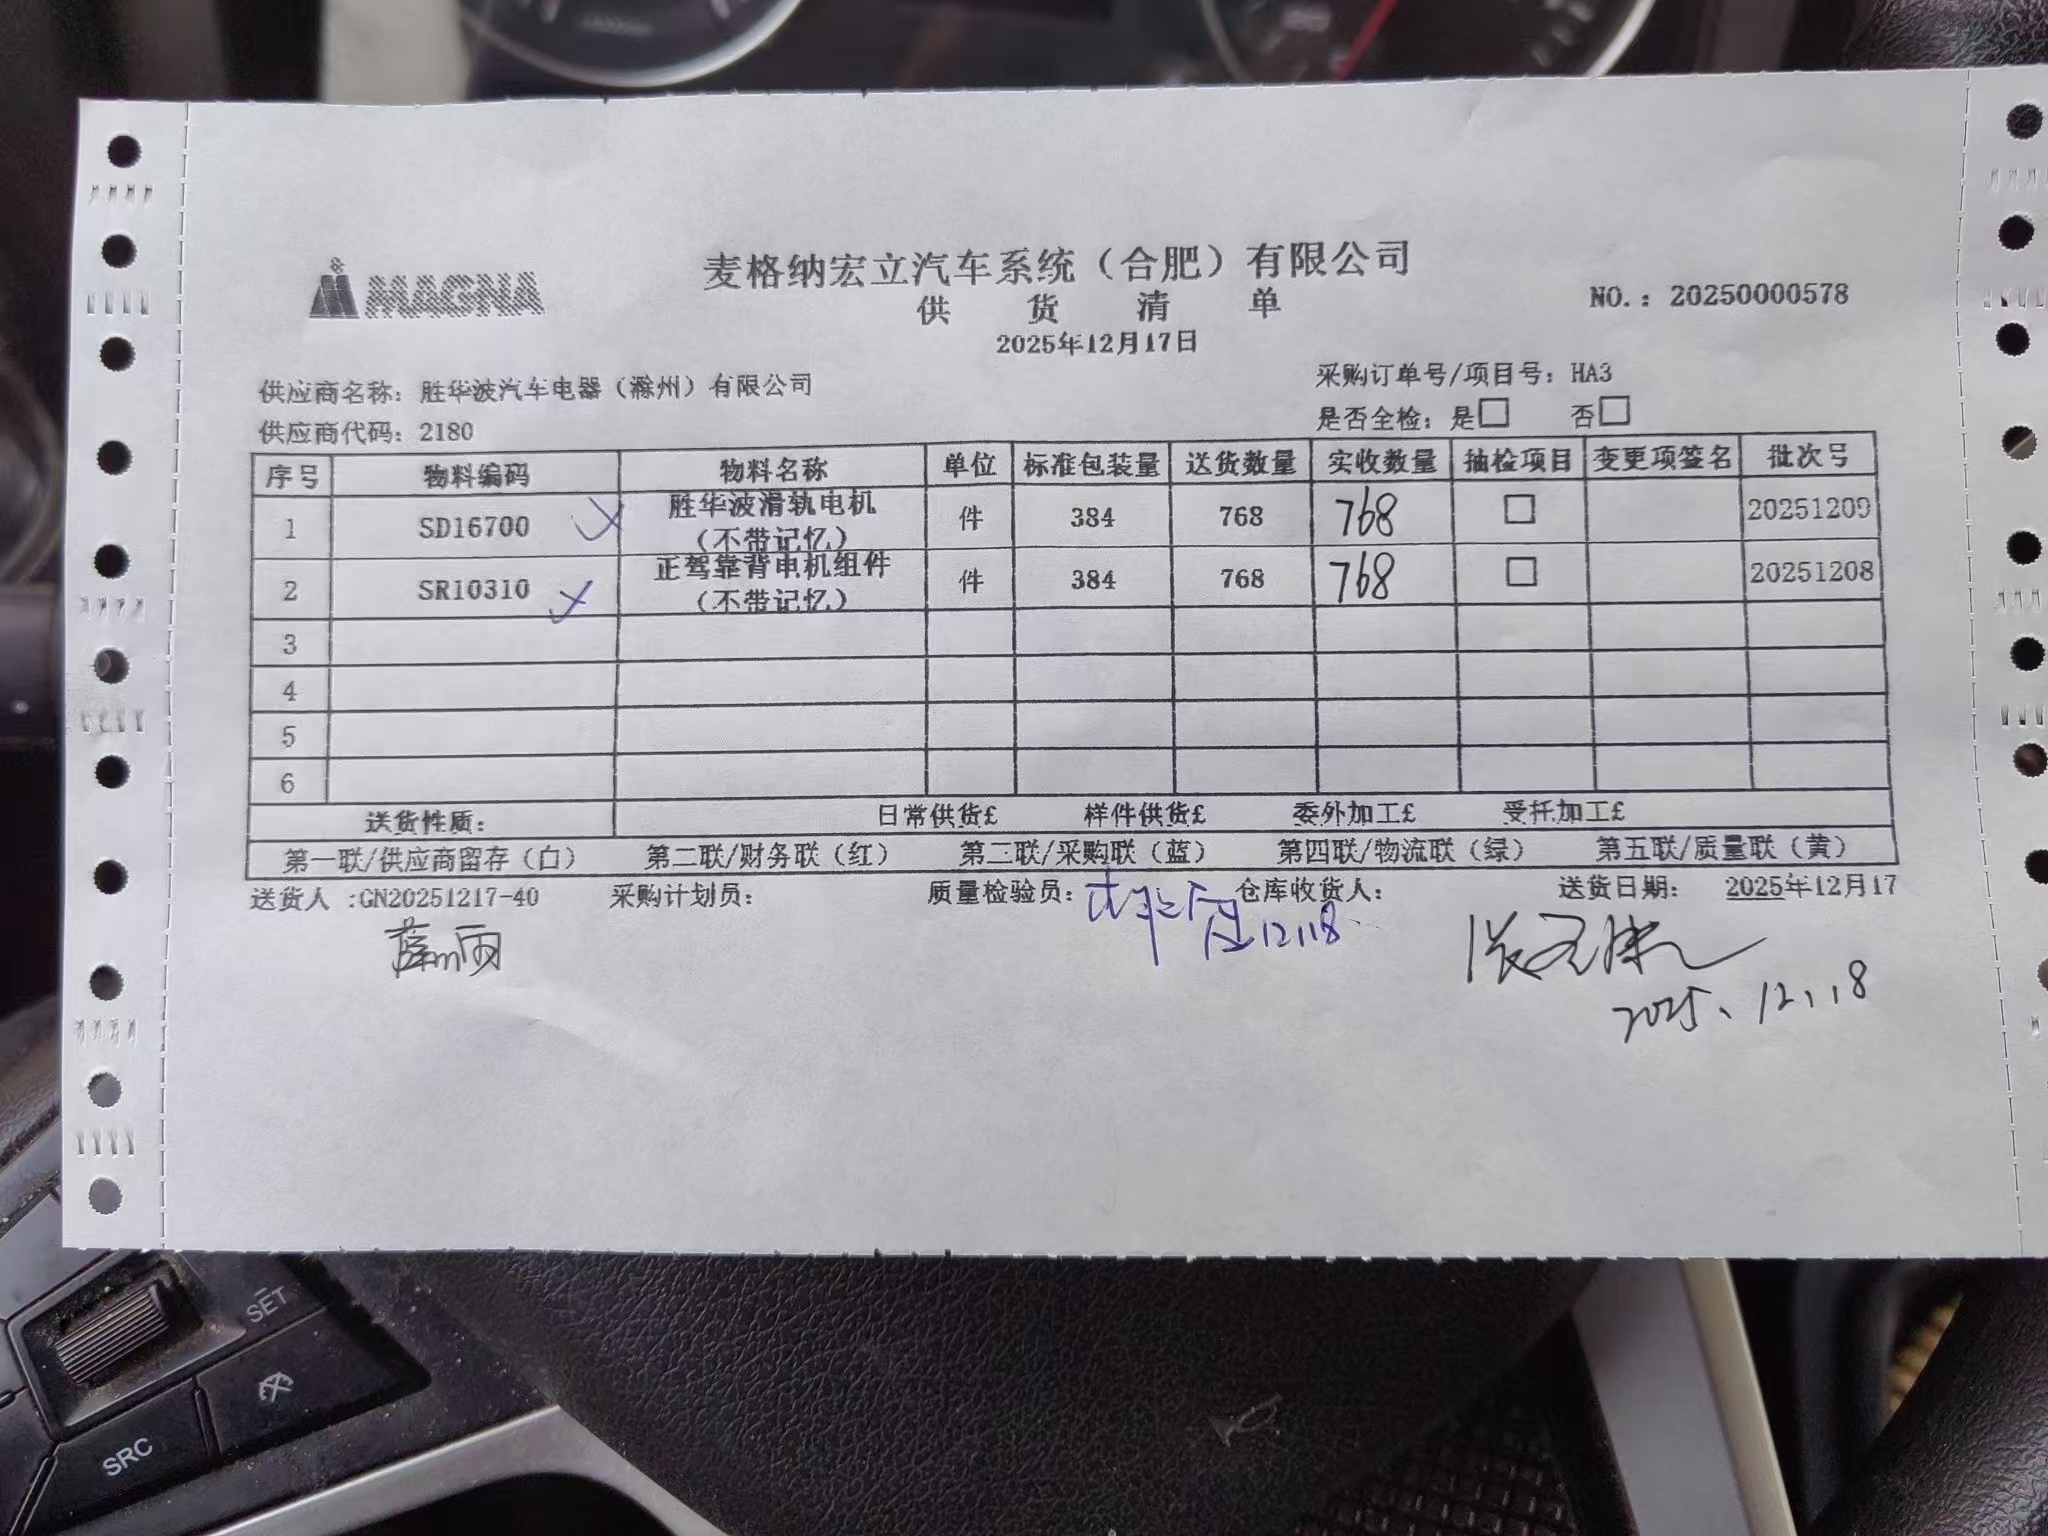 MAGNA
麦格纳宏立汽车系统（合肥）有限公司
供 货 清 单
NO.：20250000578
2025年12月17日
供应商名称：胜华波汽车电器（滁州）有限公司
采购订单号/项目号：HA3
供应商代码：2180
是否全检：是□ 否□
序号 物料编码 物料名称 单位 标准包装量 送货数量 实收数量 抽检项目 变更项签名 批次号
1 SD16700 胜华波滑轨电机（不带记忆） 件 384 768 768 □ 20251209
2 SR10310 正驾靠背电机组件（不带记忆） 件 384 768 768 □ 20251208
3
4
5
6
送货性质： 日常供货£ 样件供货£ 委外加工£ 受托加工£
第一联/供应商留存（白） 第二联/财务联（红） 第三联/采购联（蓝） 第四联/物流联（绿） 第五联/质量联（黄）
送货人 :GN20251217-40 采购计划员： 质量检验员： 仓库收货人： 送货日期： 2025年12月17
12.18
2025、12.18
SET
SRC